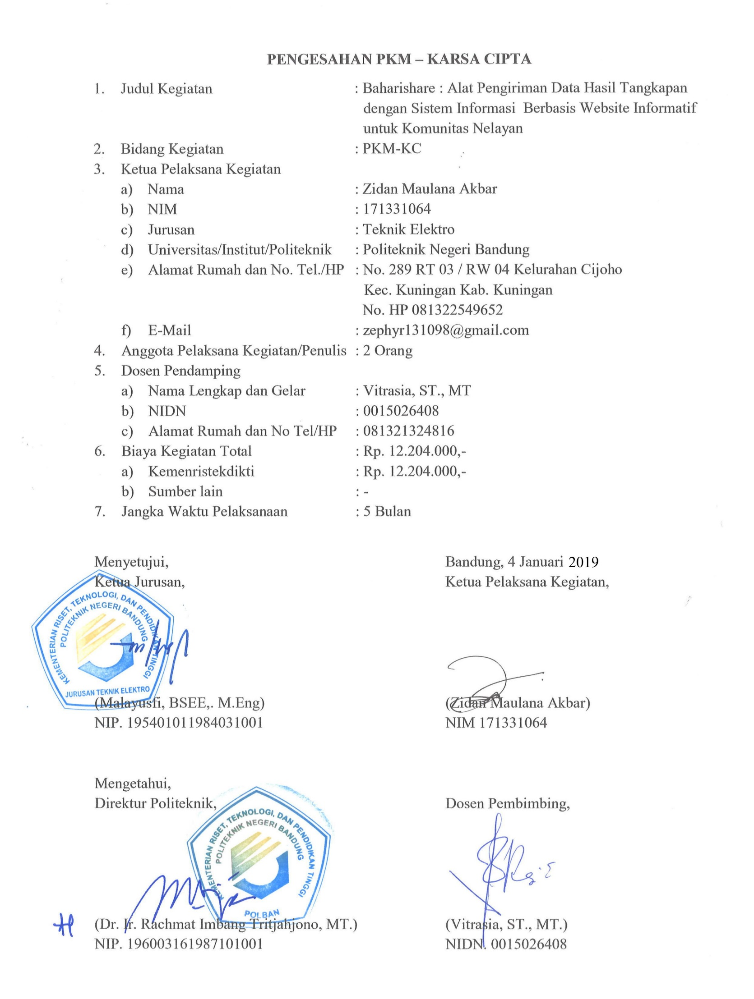 PENGESAHAN PKM – KARSA CIPTA
1. Judul Kegiatan : Baharishare : Alat Pengiriman Data Hasil Tangkapan
dengan Sistem Informasi Berbasis Website Informatif
untuk Komunitas Nelayan
2. Bidang Kegiatan : PKM-KC
3. Ketua Pelaksana Kegiatan
a) Nama : Zidan Maulana Akbar
b) NIM : 171331064
c) Jurusan : Teknik Elektro
d) Universitas/Institut/Politeknik : Politeknik Negeri Bandung
e) Alamat Rumah dan No. Tel./HP : No. 289 RT 03 / RW 04 Kelurahan Cijoho
Kec. Kuningan Kab. Kuningan
No. HP 081322549652
f) E-Mail : zephyr131098@gmail.com
4. Anggota Pelaksana Kegiatan/Penulis : 2 Orang
5. Dosen Pendamping
a) Nama Lengkap dan Gelar : Vitrasia, ST., MT
b) NIDN : 0015026408
c) Alamat Rumah dan No Tel/HP : 081321324816
6. Biaya Kegiatan Total : Rp. 12.204.000,-
a) Kemenristekdikti : Rp. 12.204.000,-
b) Sumber lain : -
7. Jangka Waktu Pelaksanaan : 5 Bulan
Menyetujui, Bandung, 4 Januari 2019
Ketua Jurusan, Ketua Pelaksana Kegiatan,
KEMENTERIAN RISET, TEKNOLOGI, DAN PENDIDIKAN TINGGI
POLITEKNIK NEGERI BANDUNG
JURUSAN TEKNIK ELEKTRO
(Malayusfi, BSEE,. M.Eng) (Zidan Maulana Akbar)
NIP. 195401011984031001 NIM 171331064
Mengetahui,
Direktur Politeknik, Dosen Pembimbing,
KEMENTERIAN RISET, TEKNOLOGI, DAN PENDIDIKAN TINGGI
POLITEKNIK NEGERI BANDUNG
POLBAN
(Dr. Ir. Rachmat Imbang Tritjahjono, MT.) (Vitrasia, ST., MT.)
NIP. 196003161987101001 NIDN. 0015026408